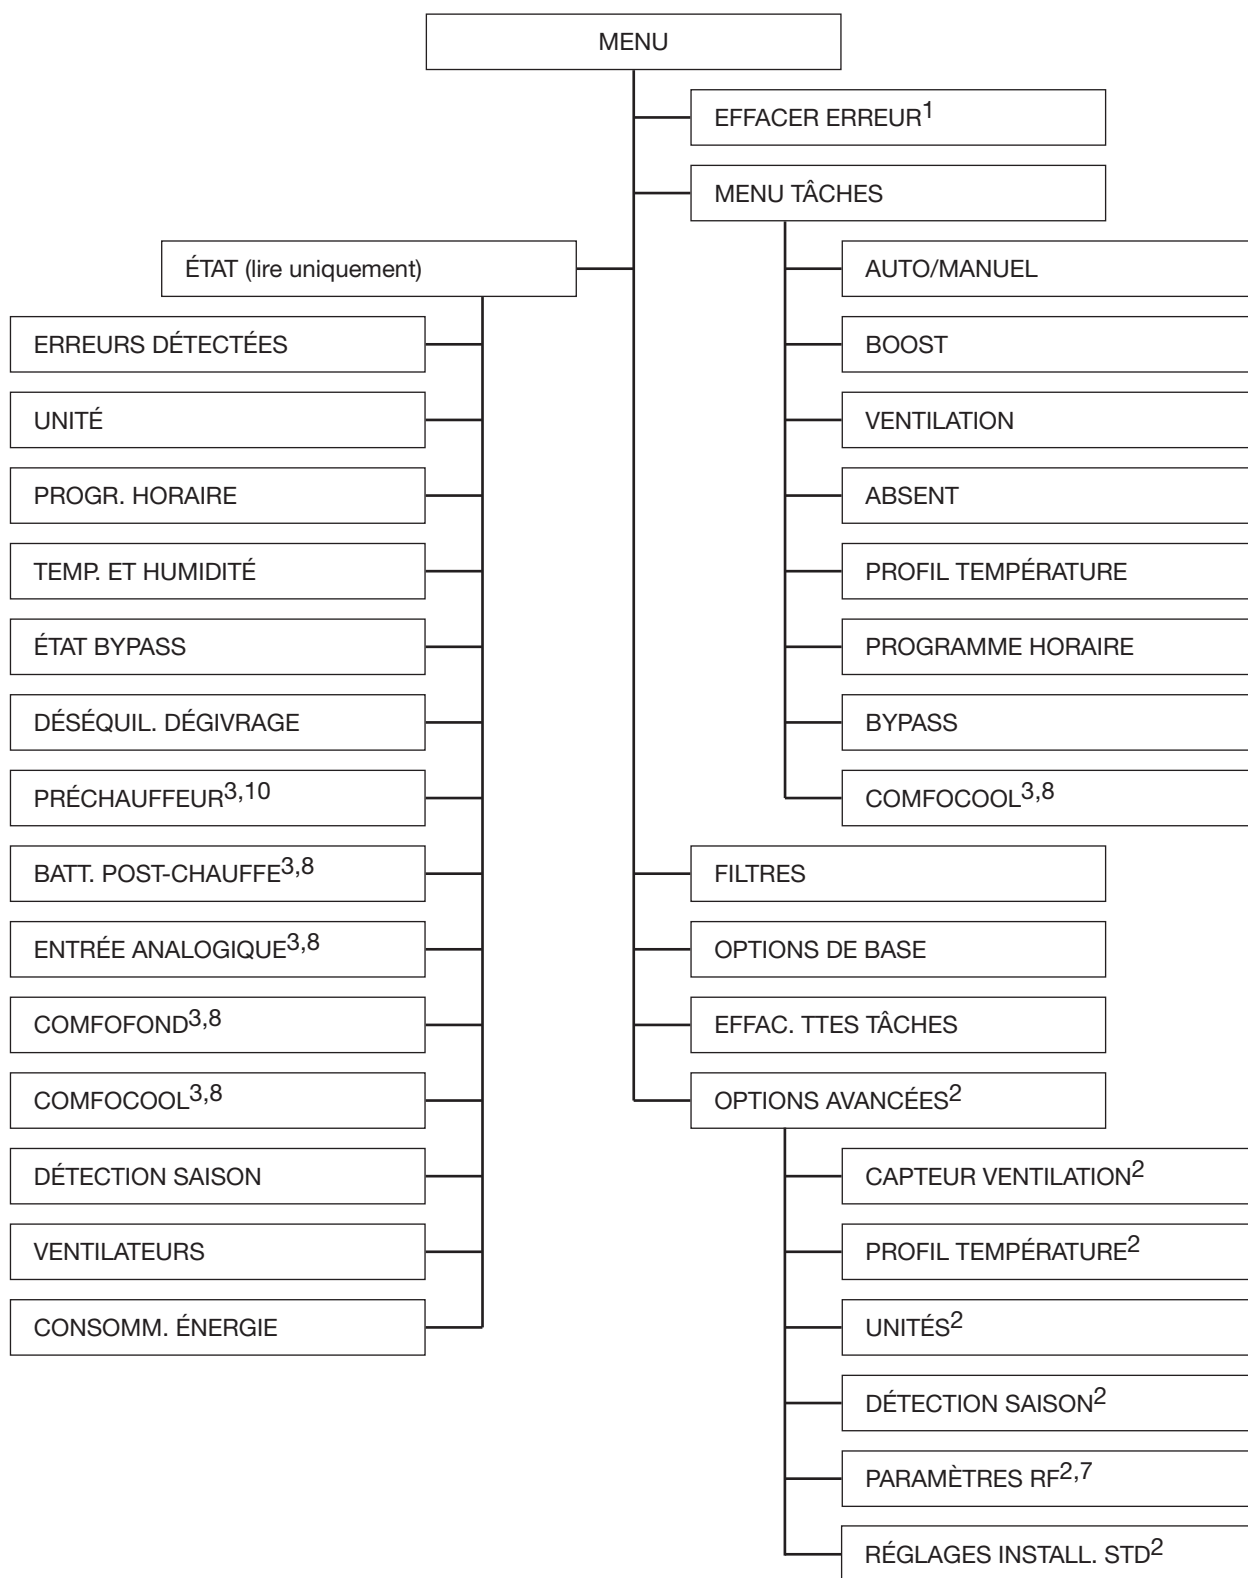 MENU
EFFACER ERREUR1
MENU TÂCHES
ÉTAT (lire uniquement)
AUTO/MANUEL
ERREURS DÉTECTÉES
BOOST
UNITÉ
VENTILATION
PROGR. HORAIRE
ABSENT
TEMP. ET HUMIDITÉ
PROFIL TEMPÉRATURE
ÉTAT BYPASS
PROGRAMME HORAIRE
DÉSÉQUIL. DÉGIVRAGE
BYPASS
PRÉCHAUFFEUR3,10
COMFOCOOL3,8
BATT. POST-CHAUFFE3,8
FILTRES
ENTRÉE ANALOGIQUE3,8
OPTIONS DE BASE
COMFOFOND3,8
EFFAC. TTES TÂCHES
COMFOCOOL3,8
OPTIONS AVANCÉES2
DÉTECTION SAISON
CAPTEUR VENTILATION2
VENTILATEURS
PROFIL TEMPÉRATURE2
CONSOMM. ÉNERGIE
UNITÉS2
DÉTECTION SAISON2
PARAMÈTRES RF2,7
RÉGLAGES INSTALL. STD2